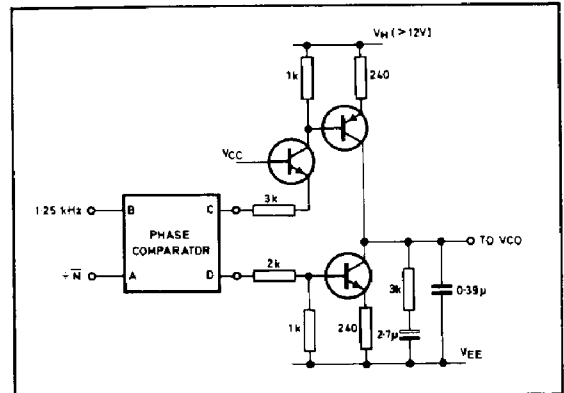 VH (>12V)
1k
240
VCC
3k
1·25 kHz
B
C
PHASE
COMPARATOR
÷N
A
D
2k
TO VCO
1k
240
3k
2·7µ
0·39µ
VEE